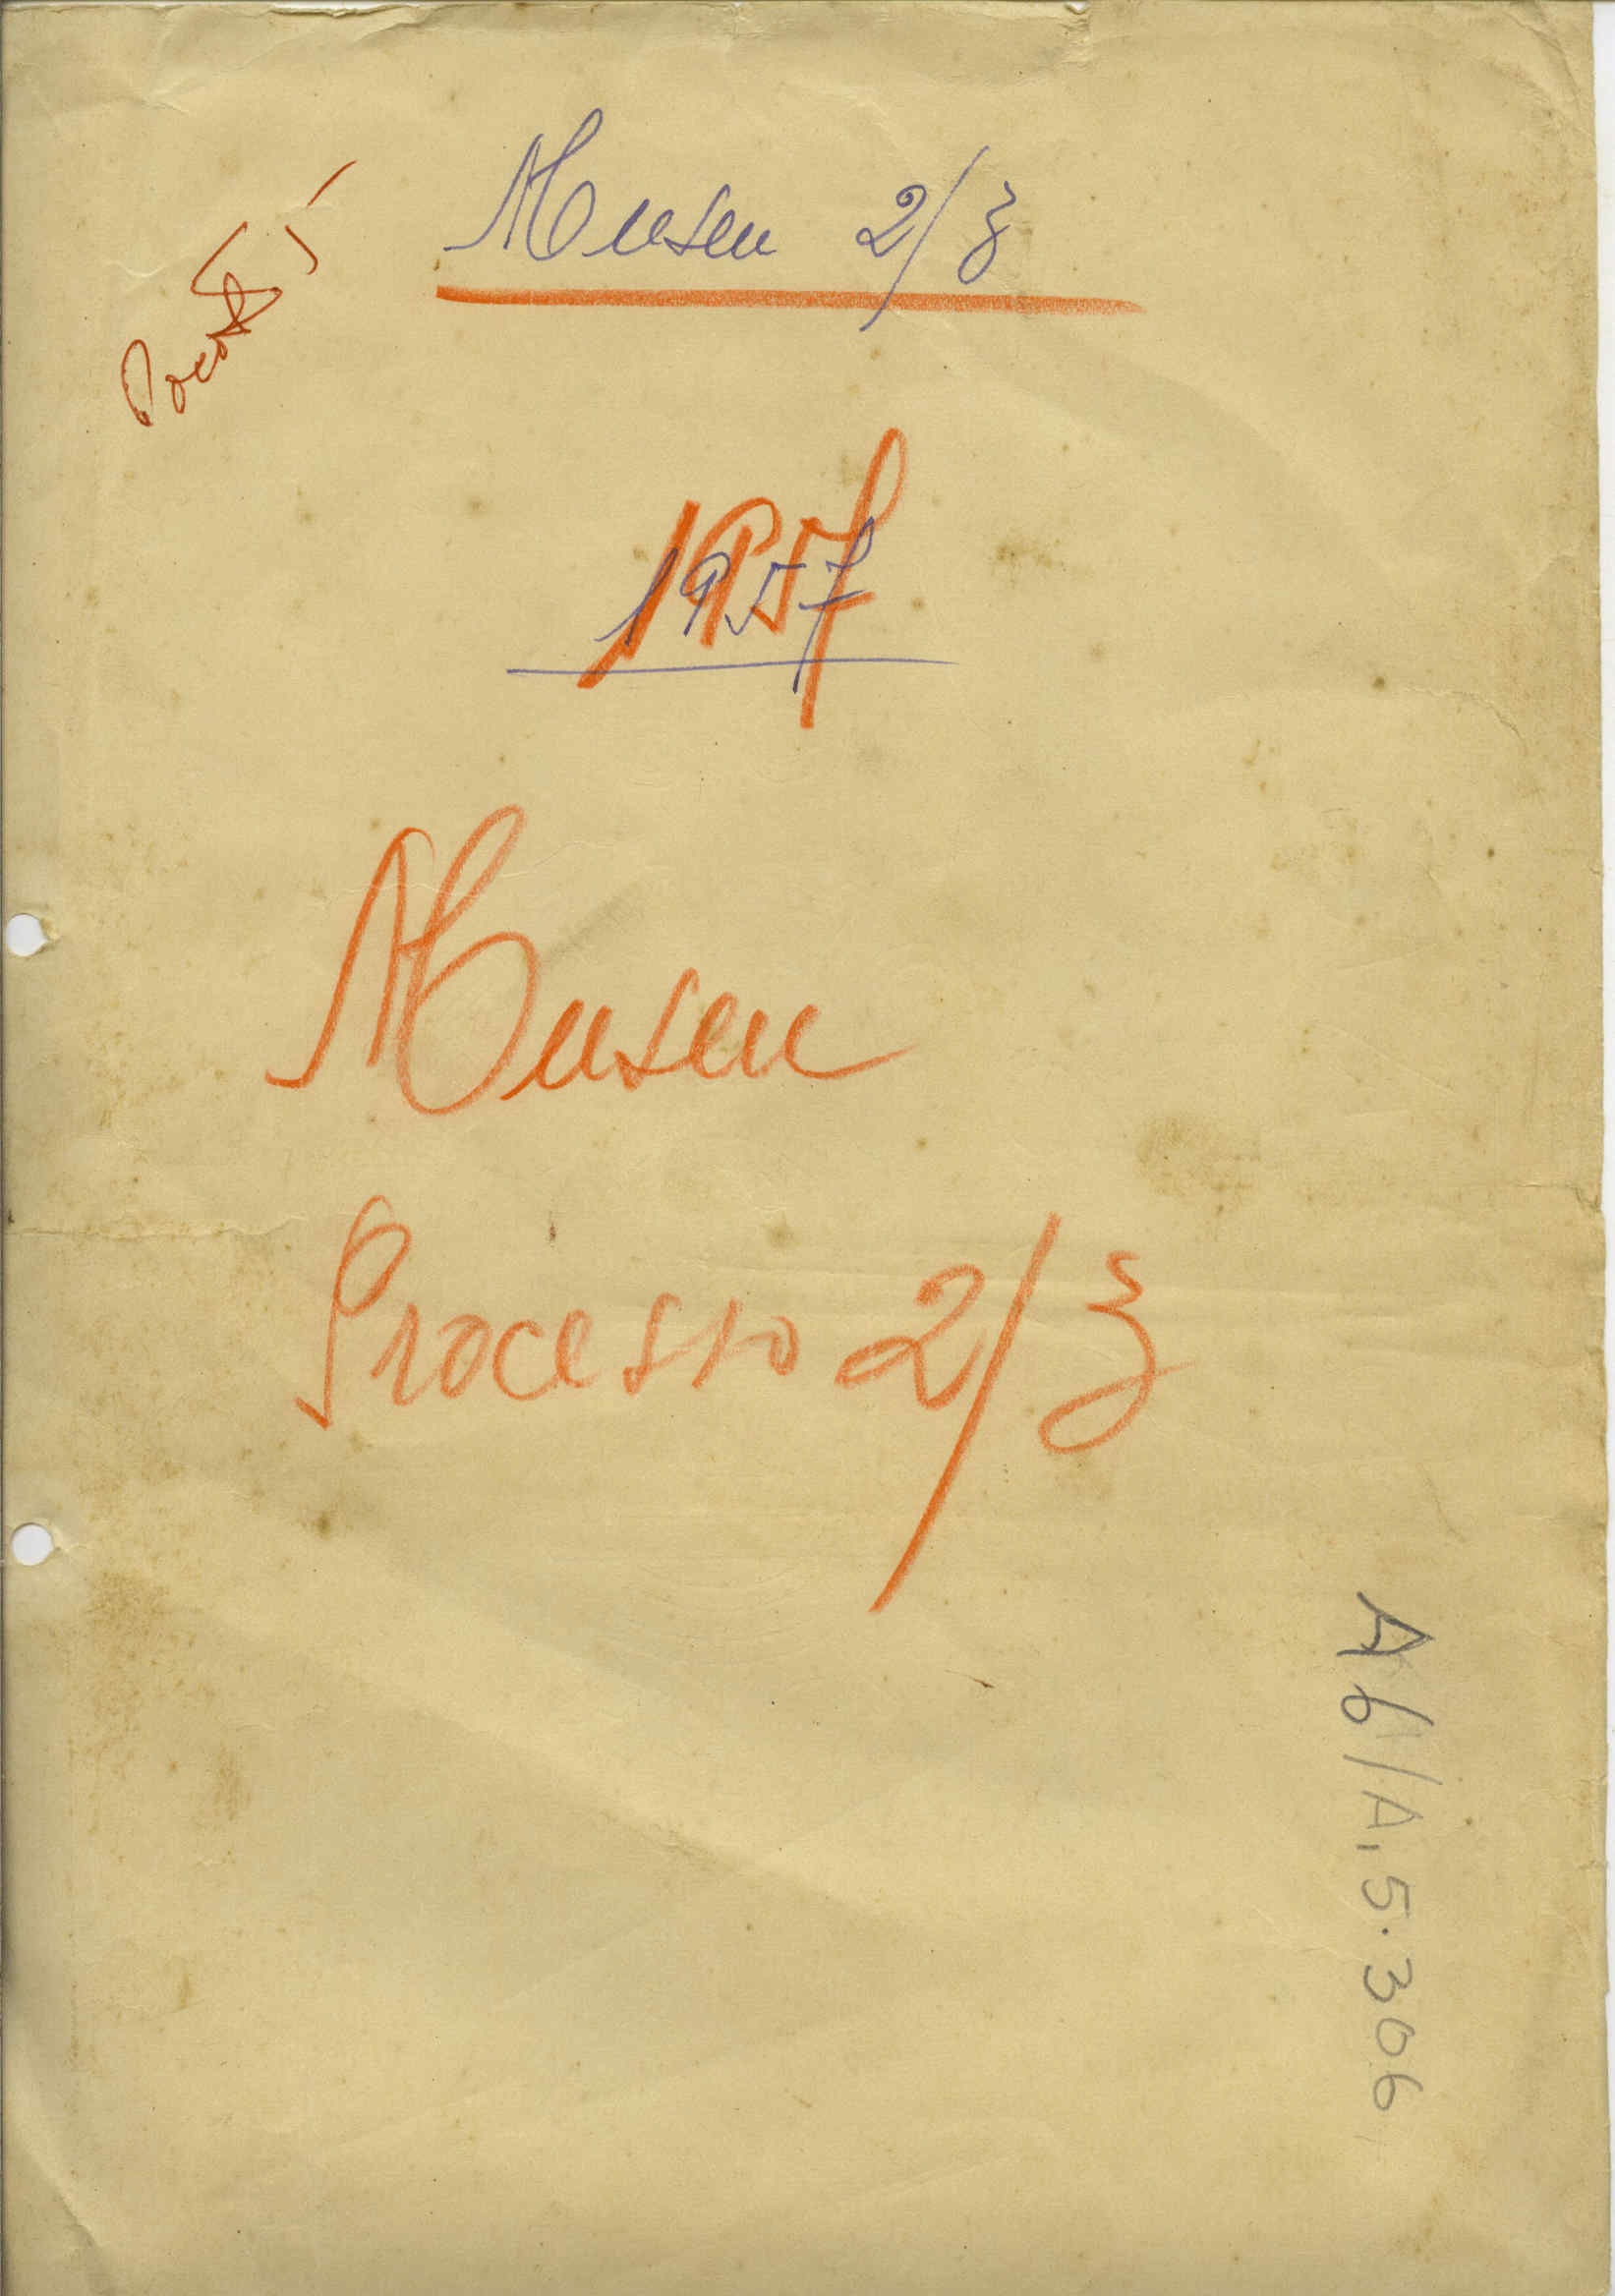 Museu 2/3
1957
Museu
Processo 2/3
A6/A,5.306